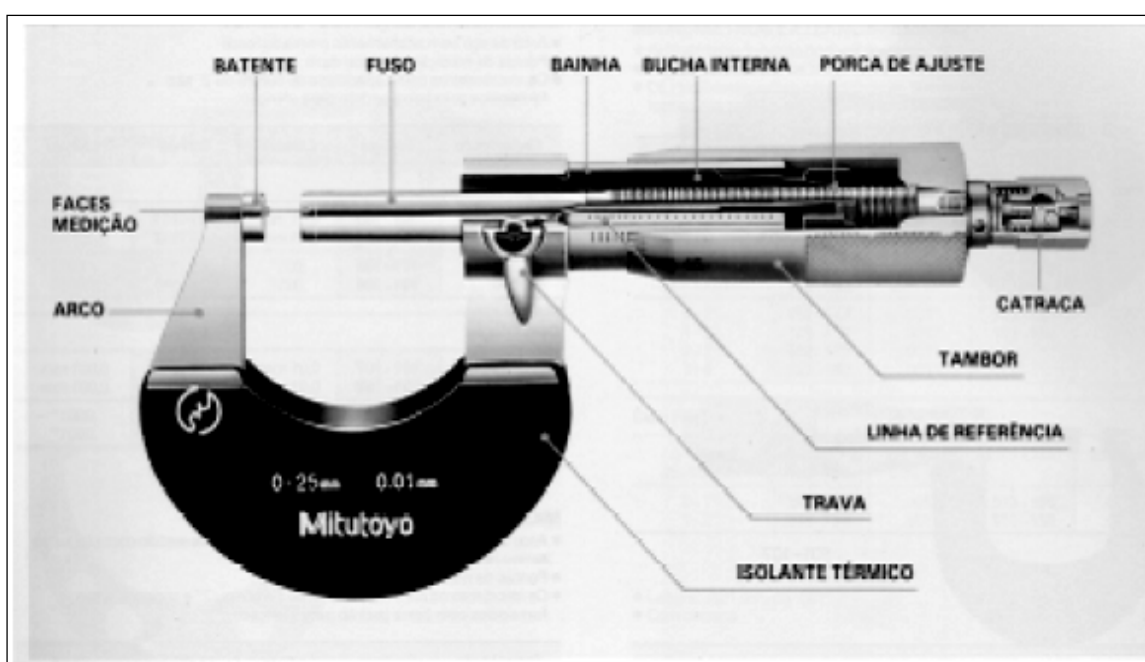 BATENTE
FUSO
BAINHA
BUCHA INTERNA
PORCA DE AJUSTE
FACES
MEDIÇÃO
ARCO
CATRACA
TAMBOR
LINHA DE REFERÊNCIA
0-25mm 0.01mm
Mitutoyo
TRAVA
ISOLANTE TÉRMICO